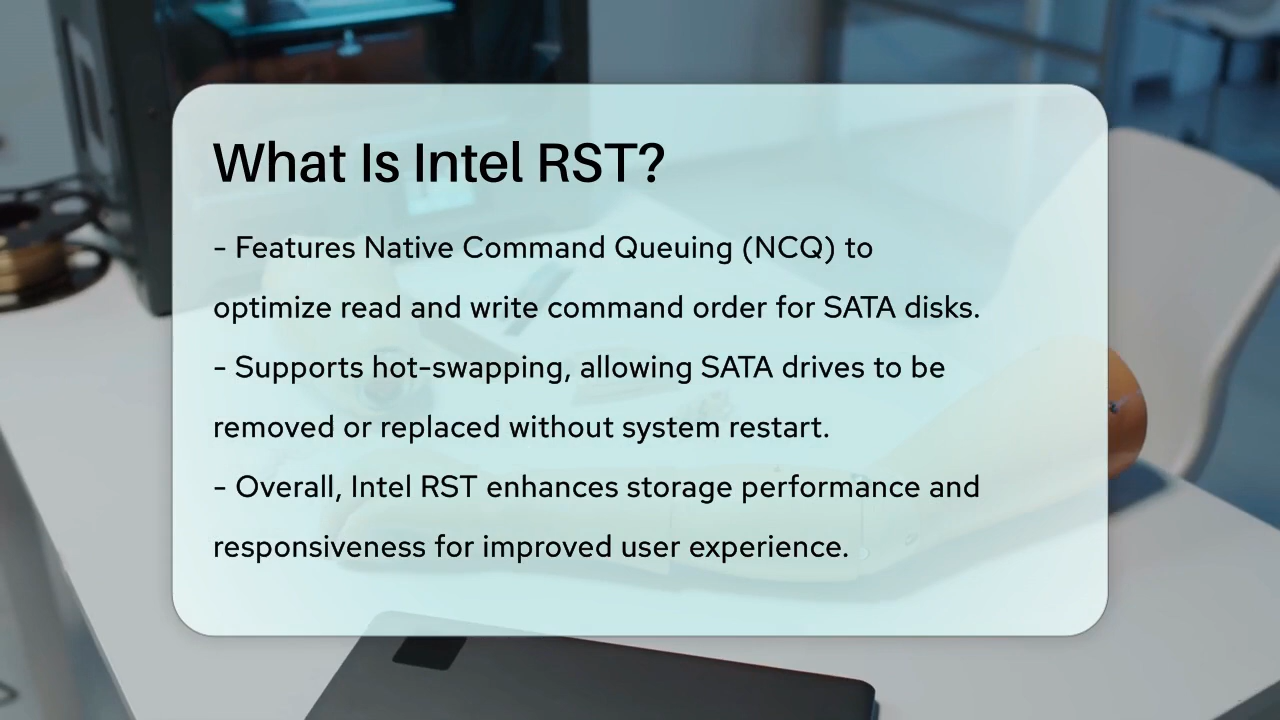 What Is Intel RST?
- Features Native Command Queuing (NCQ) to
optimize read and write command order for SATA disks.
- Supports hot-swapping, allowing SATA drives to be
removed or replaced without system restart.
- Overall, Intel RST enhances storage performance and
responsiveness for improved user experience.